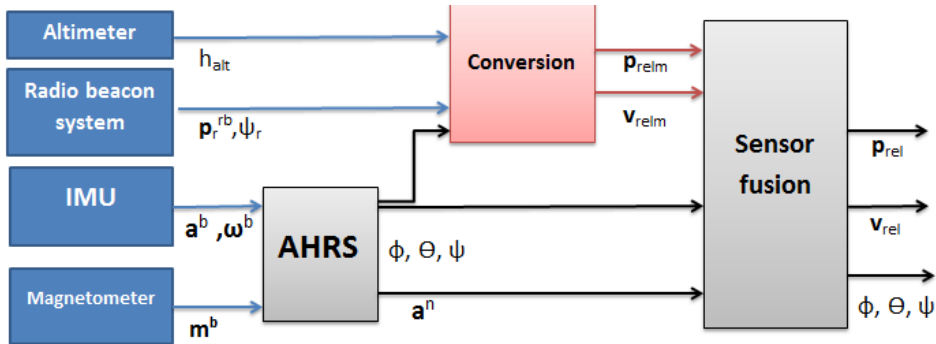 Altimeter
h_alt
Radio beacon
system
p_r^rb,ψ_r
IMU
a^b ,ω^b
Magnetometer
m^b
AHRS
ϕ, Θ, ψ
a^n
Conversion
p_relm
v_relm
Sensor
fusion
p_rel
v_rel
ϕ, Θ, ψ